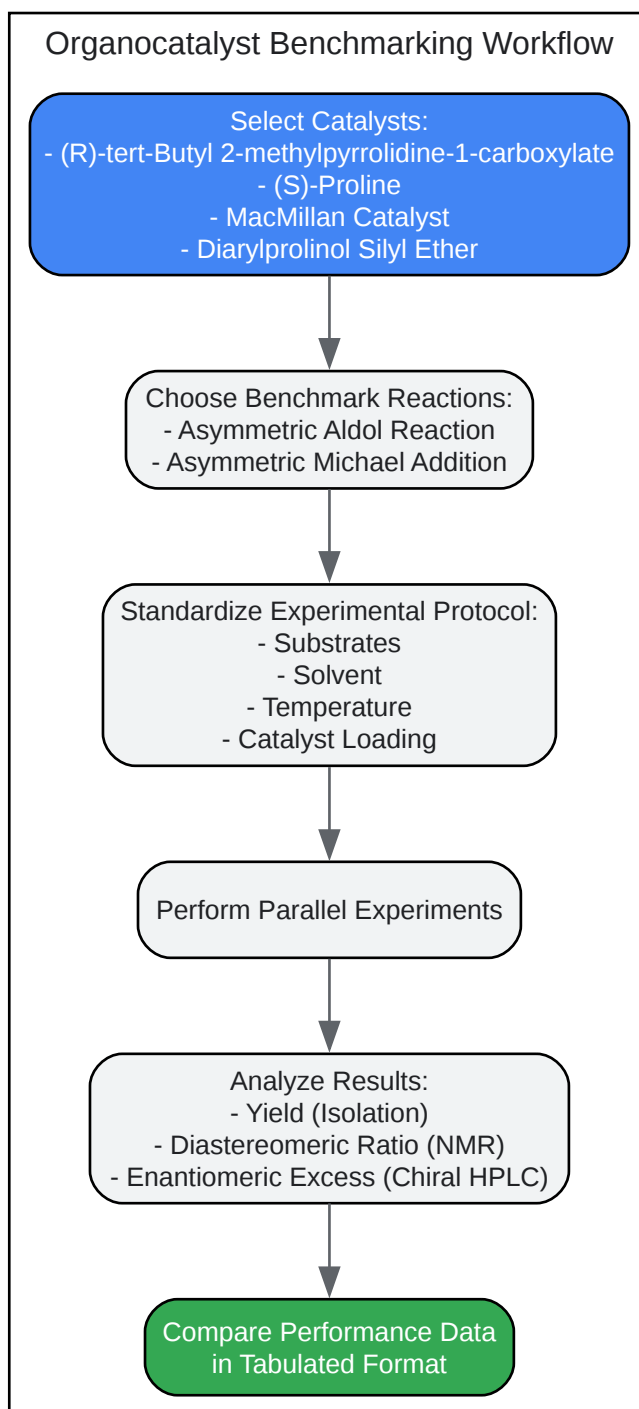 Organocatalyst Benchmarking Workflow
Select Catalysts:
- (R)-tert-Butyl 2-methylpyrrolidine-1-carboxylate
- (S)-Proline
- MacMillan Catalyst
- Diarylprolinol Silyl Ether
Choose Benchmark Reactions:
- Asymmetric Aldol Reaction
- Asymmetric Michael Addition
Standardize Experimental Protocol:
- Substrates
- Solvent
- Temperature
- Catalyst Loading
Perform Parallel Experiments
Analyze Results:
- Yield (Isolation)
- Diastereomeric Ratio (NMR)
- Enantiomeric Excess (Chiral HPLC)
Compare Performance Data
in Tabulated Format